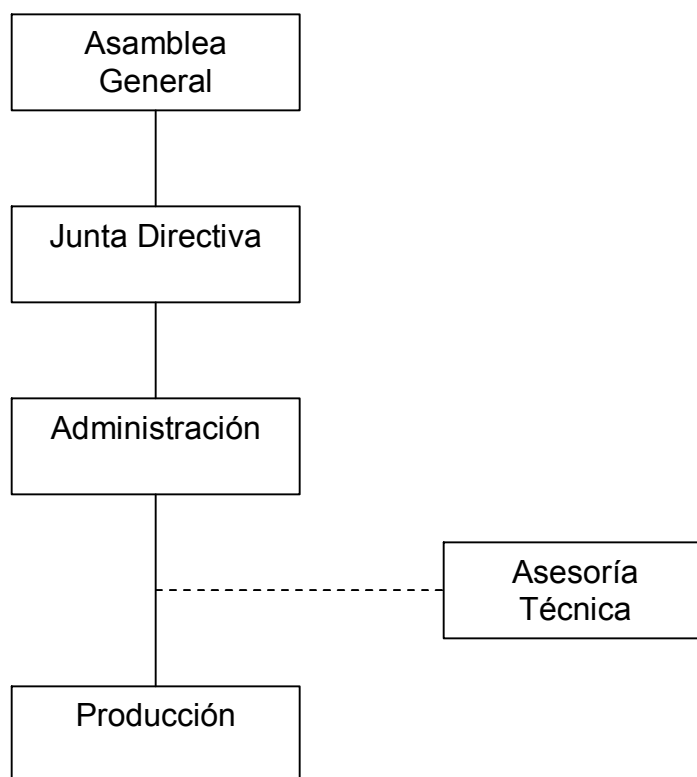 Asamblea
General
Junta Directiva
Administración
Asesoría
Técnica
Producción